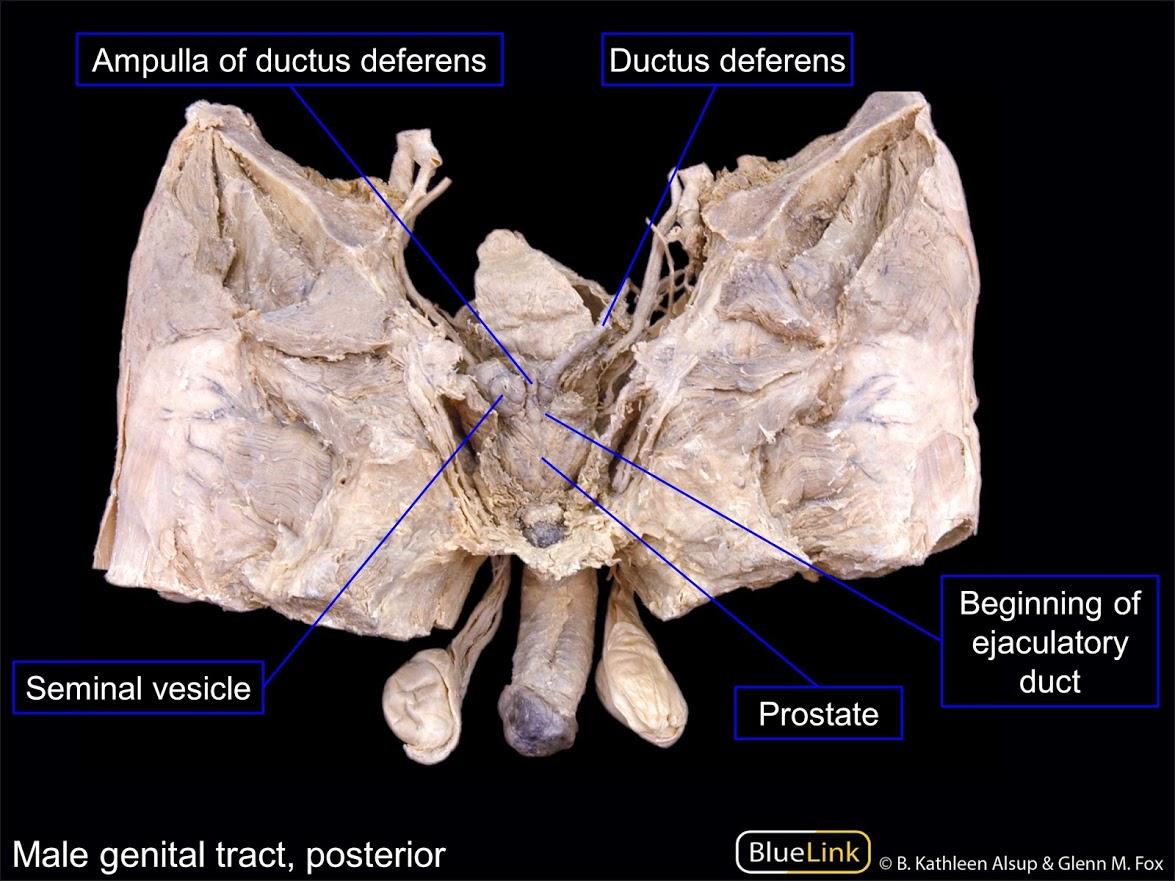 Ampulla of ductus deferens
Ductus deferens
Seminal vesicle
Beginning of
ejaculatory
duct
Prostate
Male genital tract, posterior
BlueLink
© B. Kathleen Alsup & Glenn M. Fox